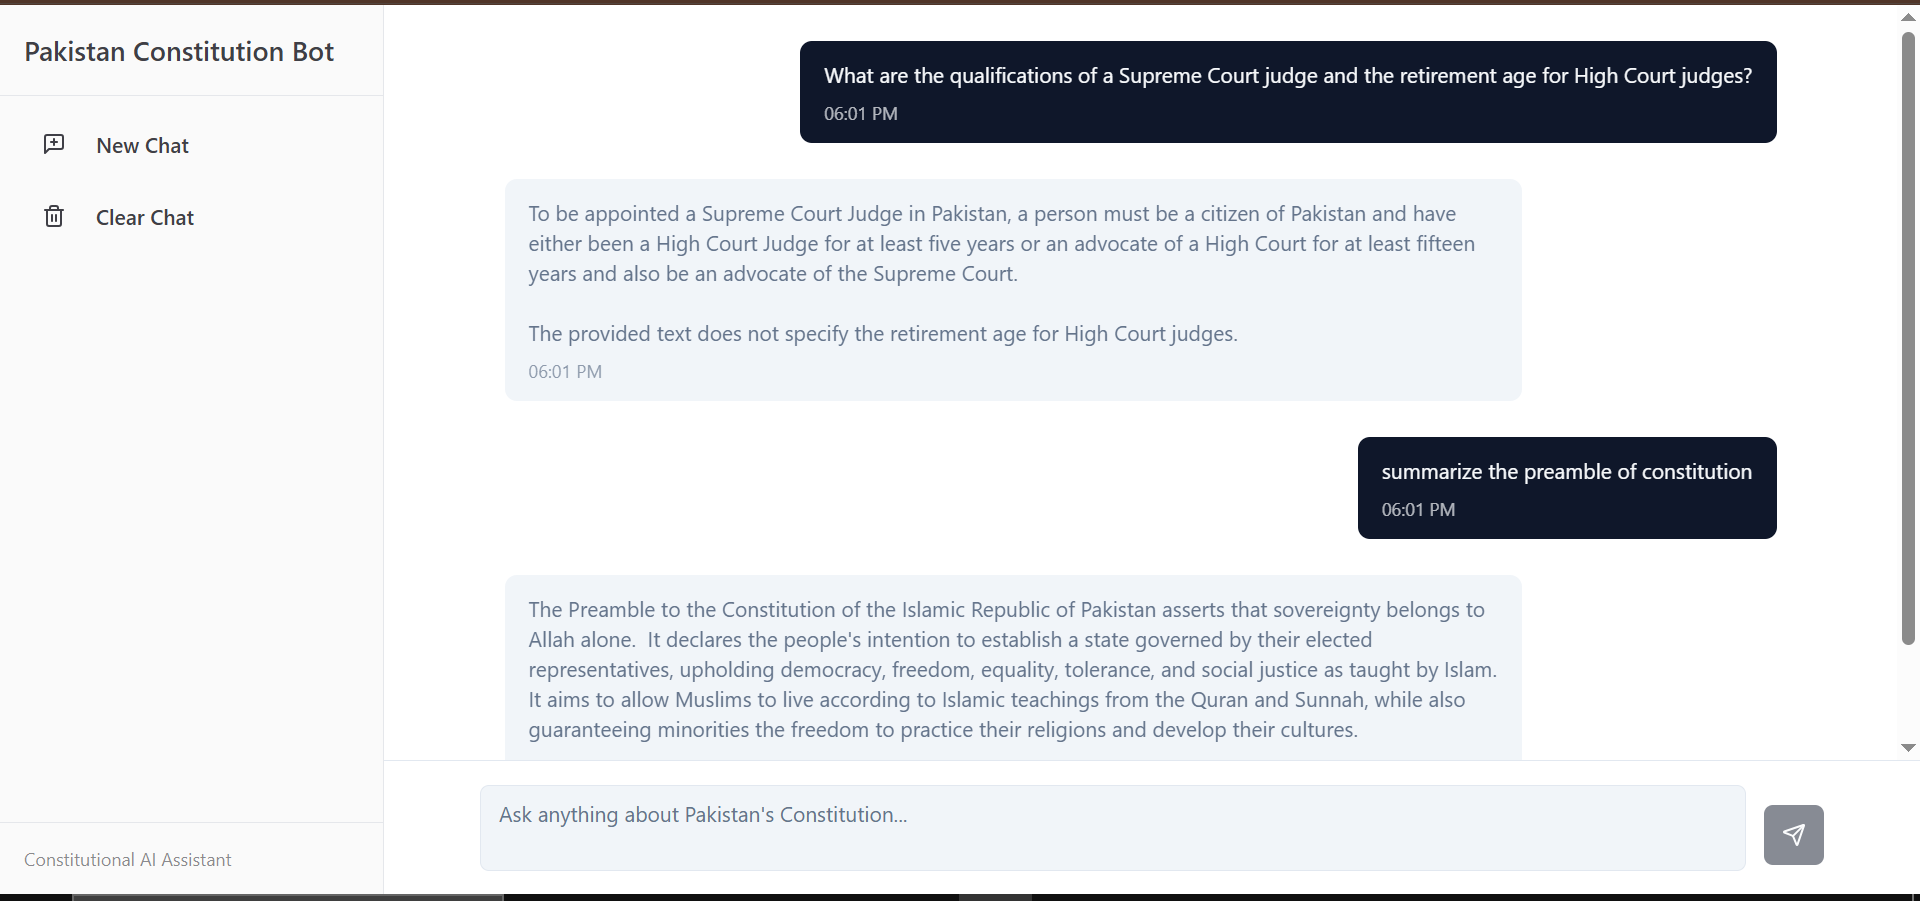 Pakistan Constitution Bot
New Chat
Clear Chat
Constitutional AI Assistant
What are the qualifications of a Supreme Court judge and the retirement age for High Court judges?
06:01 PM
To be appointed a Supreme Court Judge in Pakistan, a person must be a citizen of Pakistan and have
either been a High Court Judge for at least five years or an advocate of a High Court for at least fifteen
years and also be an advocate of the Supreme Court.
The provided text does not specify the retirement age for High Court judges.
06:01 PM
summarize the preamble of constitution
06:01 PM
The Preamble to the Constitution of the Islamic Republic of Pakistan asserts that sovereignty belongs to
Allah alone.  It declares the people's intention to establish a state governed by their elected
representatives, upholding democracy, freedom, equality, tolerance, and social justice as taught by Islam.
It aims to allow Muslims to live according to Islamic teachings from the Quran and Sunnah, while also
guaranteeing minorities the freedom to practice their religions and develop their cultures.
Ask anything about Pakistan's Constitution...